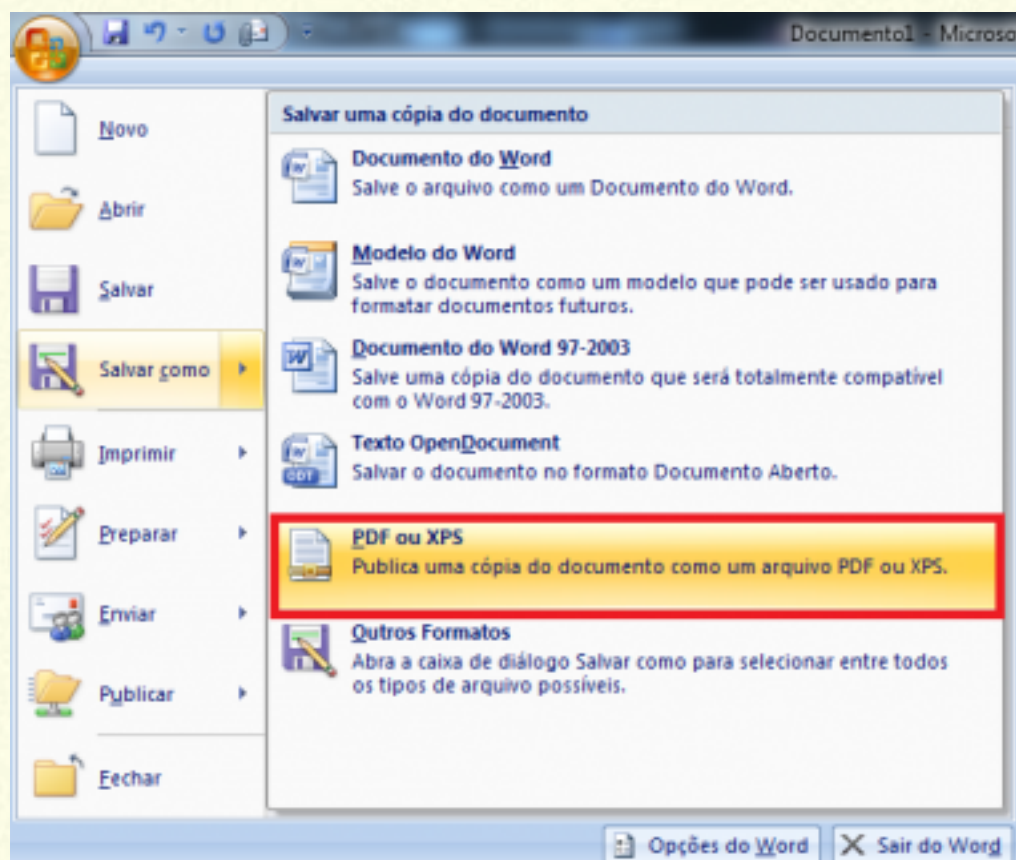 Documento1 - Microso
Novo
Abrir
Salvar
Salvar como
Imprimir
Preparar
Enviar
Publicar
Fechar
Salvar uma cópia do documento
Documento do Word
Salve o arquivo como um Documento do Word.
Modelo do Word
Salve o documento como um modelo que pode ser usado para
formatar documentos futuros.
Documento do Word 97-2003
Salve uma cópia do documento que será totalmente compatível
com o Word 97-2003.
Texto OpenDocument
Salvar o documento no formato Documento Aberto.
PDF ou XPS
Publica uma cópia do documento como um arquivo PDF ou XPS.
Outros Formatos
Abra a caixa de diálogo Salvar como para selecionar entre todos
os tipos de arquivo possíveis.
Opções do Word
Sair do Word